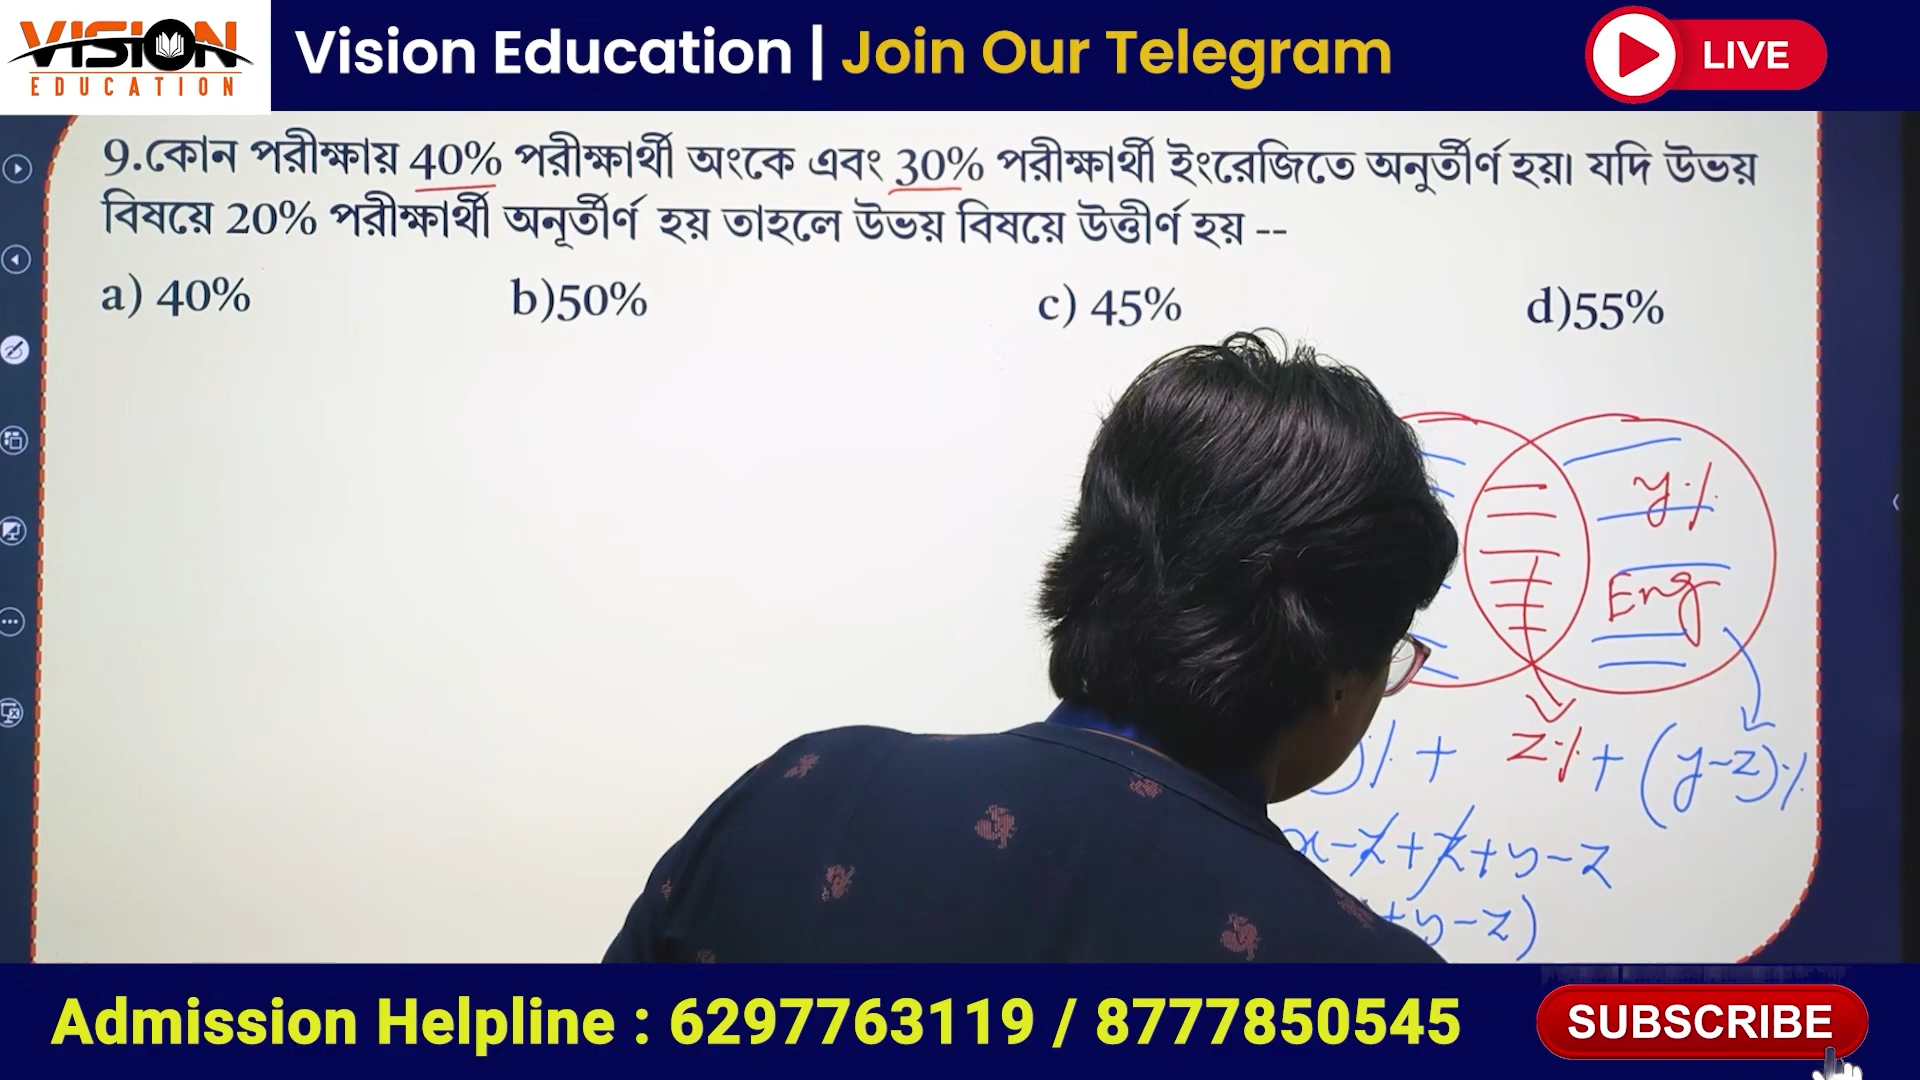 VISION
EDUCATION
Vision Education | Join Our Telegram
LIVE
9.কোন পরীক্ষায় 40% পরীক্ষার্থী অংকে এবং 30% পরীক্ষার্থী ইংরেজিতে অনুর্তীর্ণ হয়। যদি উভয়
বিষয়ে 20% পরীক্ষার্থী অনূর্তীর্ণ হয় তাহলে উভয় বিষয়ে উত্তীর্ণ হয় --
a) 40% b)50% c) 45% d)55%
y%
Eng
)% + z% + (y-z)%
x-z+z+y-z
+y-z)
Admission Helpline : 6297763119 / 8777850545
SUBSCRIBE